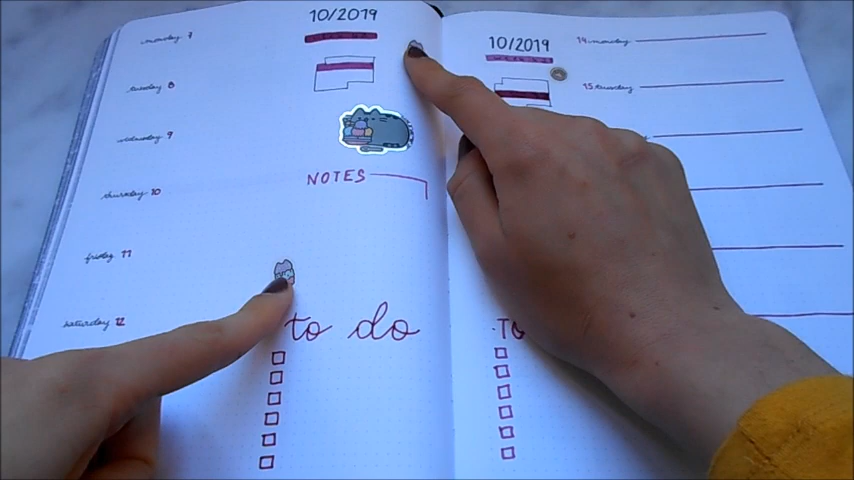 monday 7
tuesday 8
wednesday 9
thursday 10
friday 11
saturday 12
10/2019
NOTES
to do
10/2019
TO
14 monday
15 tuesday